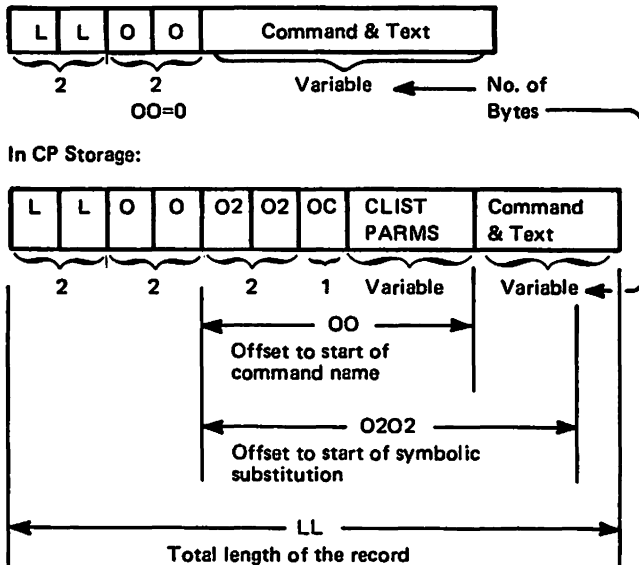 L L O O Command & Text
2 2 Variable No. of
OO=0 Bytes
In CP Storage:
L L O O O2 O2 OC CLIST Command
PARMS & Text
2 2 2 1 Variable Variable
OO
Offset to start of
command name
O2O2
Offset to start of symbolic
substitution
LL
Total length of the record